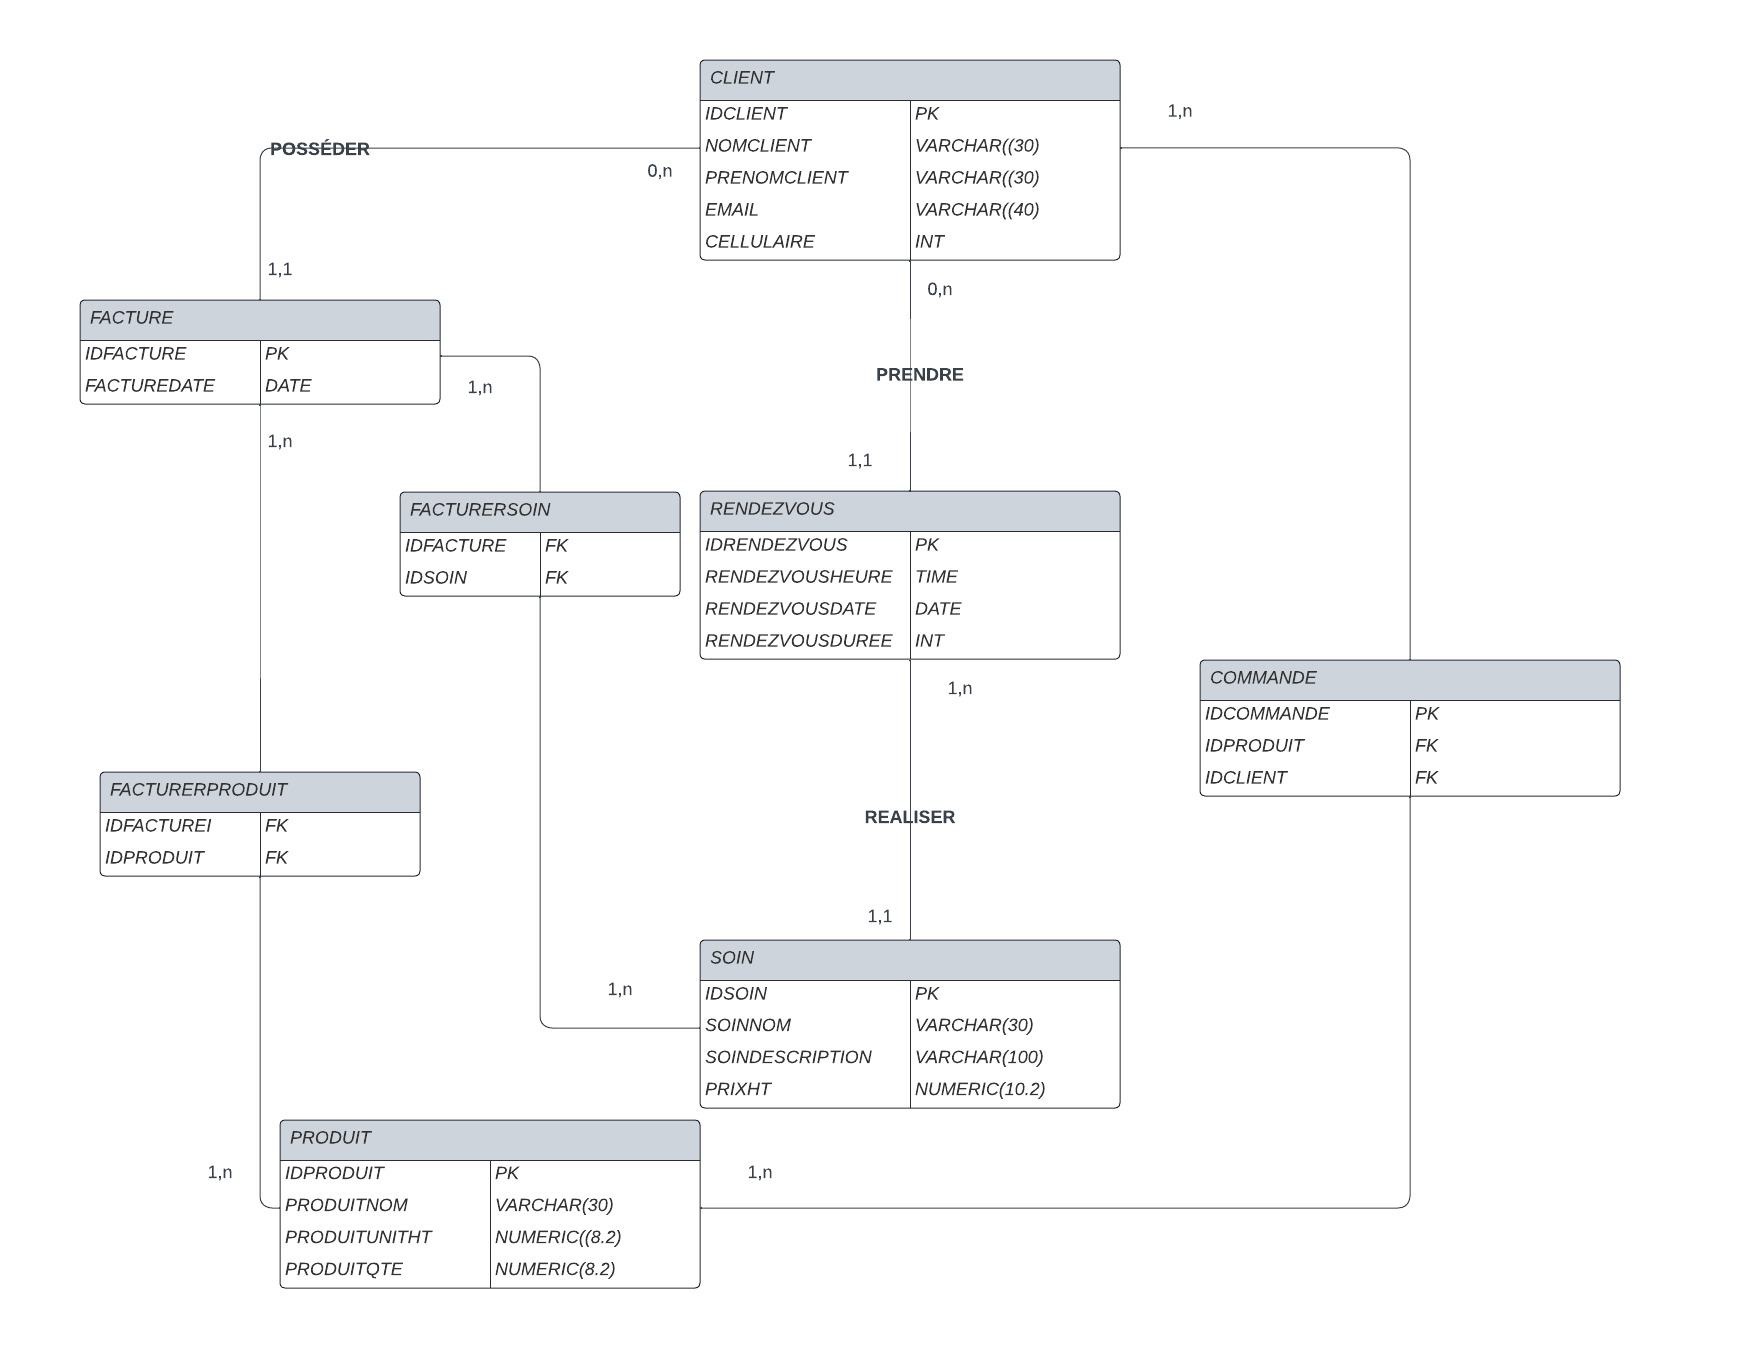 CLIENT
IDCLIENT PK
NOMCLIENT VARCHAR((30)
PRENOMCLIENT VARCHAR((30)
EMAIL VARCHAR((40)
CELLULAIRE INT
1,n
POSSÉDER
0,n
1,1
0,n
FACTURE
IDFACTURE PK
FACTUREDATE DATE
1,n
1,n
PRENDRE
1,1
FACTURERSOIN
IDFACTURE FK
IDSOIN FK
RENDEZVOUS
IDRENDEZVOUS PK
RENDEZVOUSHEURE TIME
RENDEZVOUSDATE DATE
RENDEZVOUSDUREE INT
1,n
COMMANDE
IDCOMMANDE PK
IDPRODUIT FK
IDCLIENT FK
FACTURERPRODUIT
IDFACTUREI FK
IDPRODUIT FK
REALISER
1,1
SOIN
IDSOIN PK
SOINNOM VARCHAR(30)
SOINDESCRIPTION VARCHAR(100)
PRIXHT NUMERIC(10.2)
1,n
PRODUIT
IDPRODUIT PK
PRODUITNOM VARCHAR(30)
PRODUITUNITHT NUMERIC((8.2)
PRODUITQTE NUMERIC(8.2)
1,n
1,n